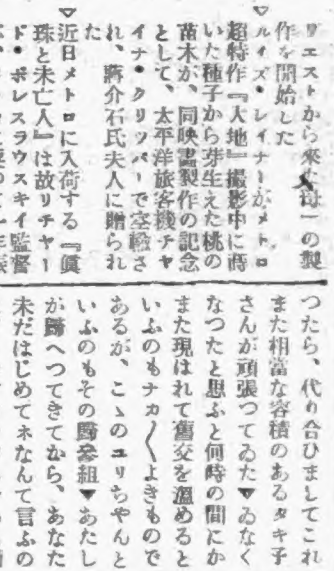 リエストから來た母」の製
作を開始した
▽ルイズ・レイナーがメトロ
超特作『大地』撮影中に蒔
いた種子から芽生えた桃の
苗木が、同映畫製作の記念
として、太平洋旅客機チャ
イナ・クリッパーで空輸さ
れ、蔣介石氏夫人に贈られ
た
▽近日メトロに入荷する『眞
珠と未亡人』は故リチャー
ド・ボレスラウスキイ監督
つたら、代り合ひましてこれ
また相當な容積のあるタキ子
さんが頑張つてゐた▼ゐなく
なつたと思ふと何時の間にか
また現はれて舊交を溫めると
いふのもナカ〱よきもので
あるが、こゝのユリちやんと
いふのもその歸參組▼あたし
が歸へつてきてから、あなた
未だはじめてネなんて言ふの